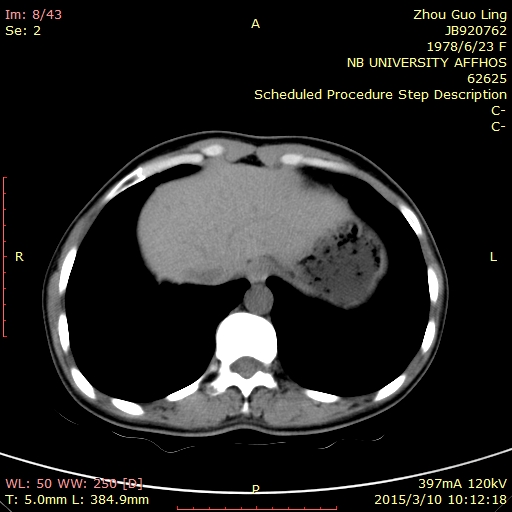 Im: 8/43
Se: 2
A
Zhou Guo Ling
JB920762
1978/6/23 F
NB UNIVERSITY AFFHOS
62625
Scheduled Procedure Step Description
C-
C-
R
L
WL: 50 WW: 250 [D]
T: 5.0mm L: 384.9mm
P
397mA 120kV
2015/3/10 10:12:18